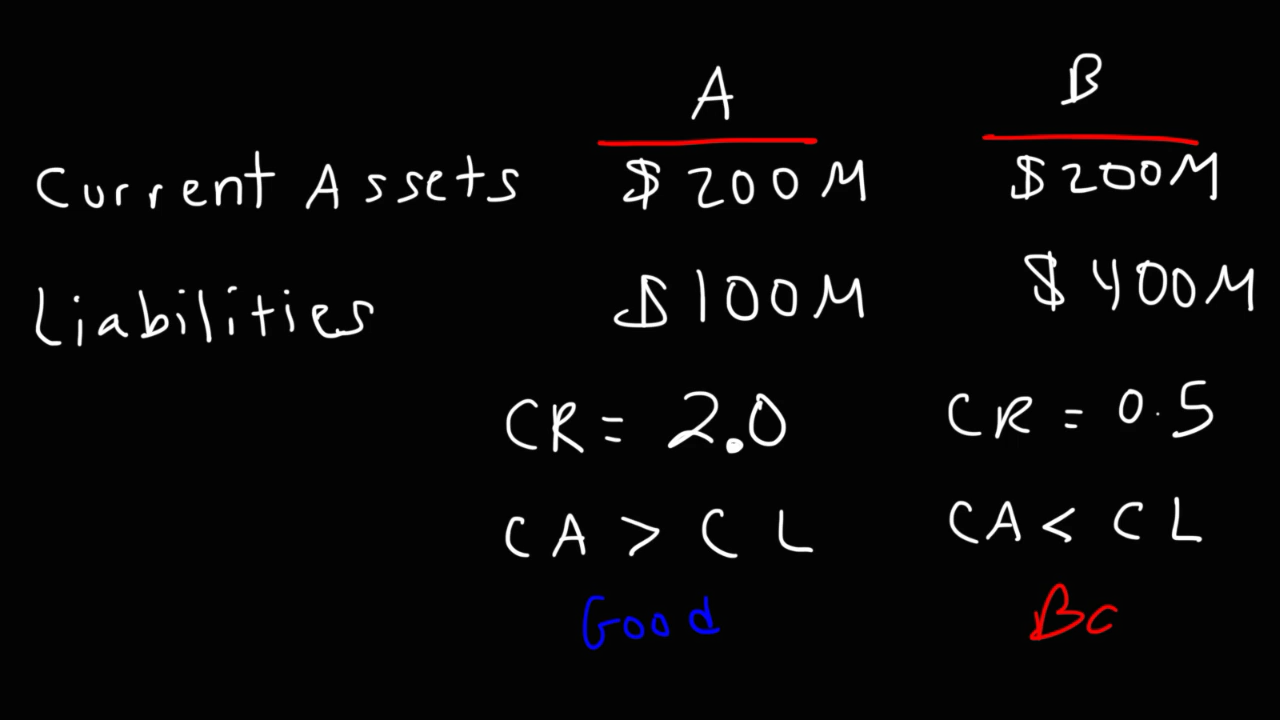 A B
Current Assets $200M $200M
Liabilities $100M $400M
CR = 2.0 CR = 0.5
CA > CL CA < CL
Good Bc